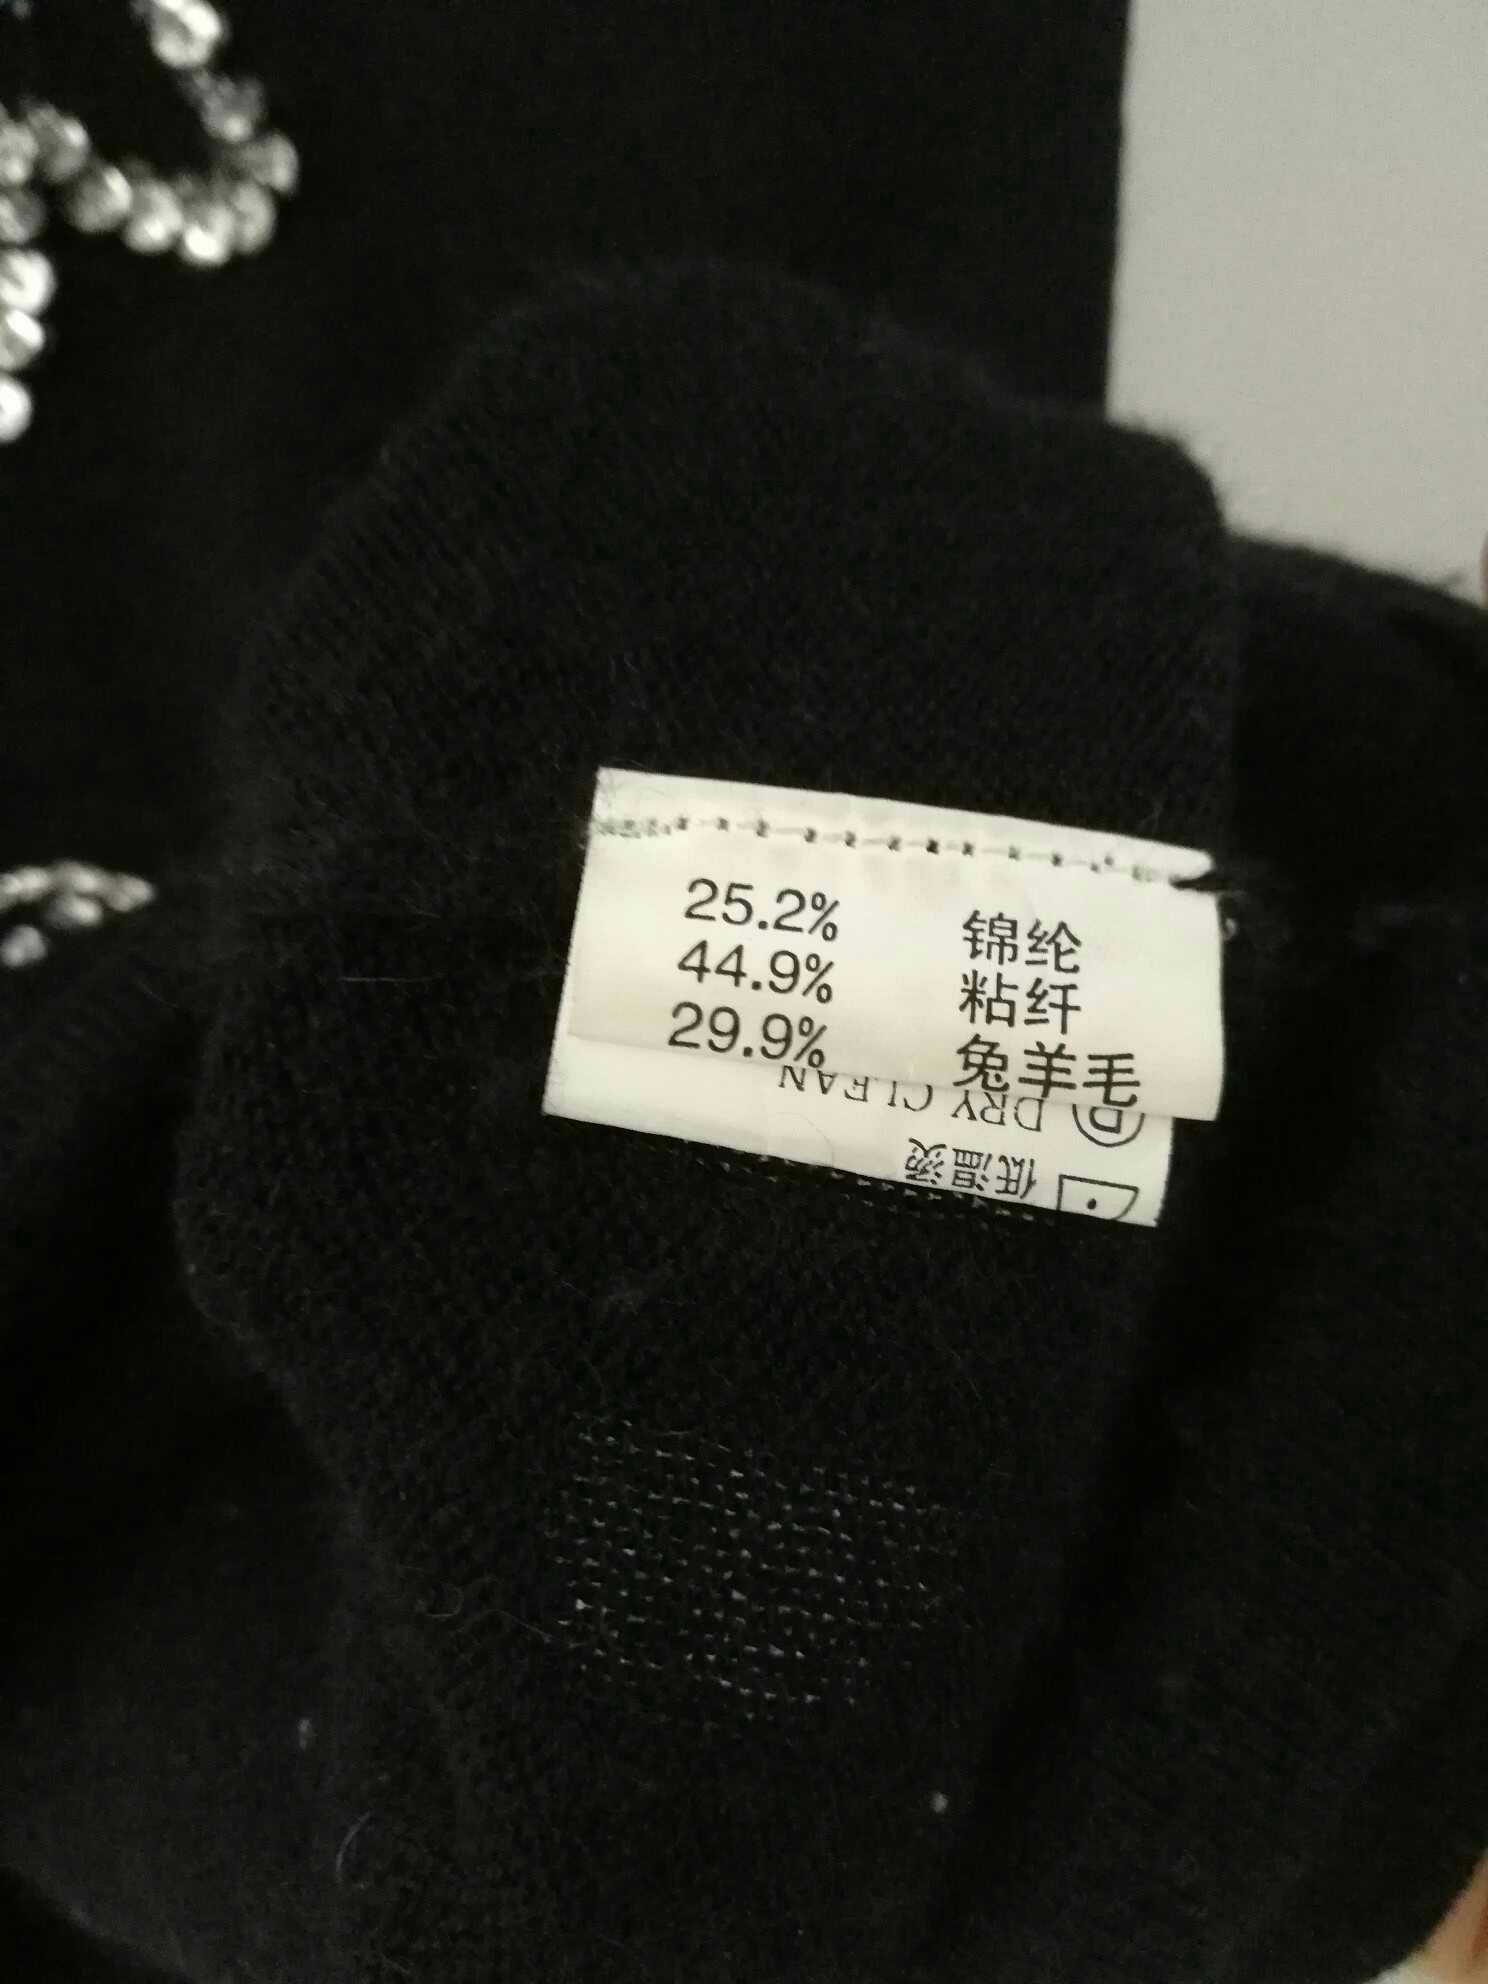 25.2% 锦纶
44.9% 粘纤
29.9% 兔羊毛
DRY CLEAN
低温烫